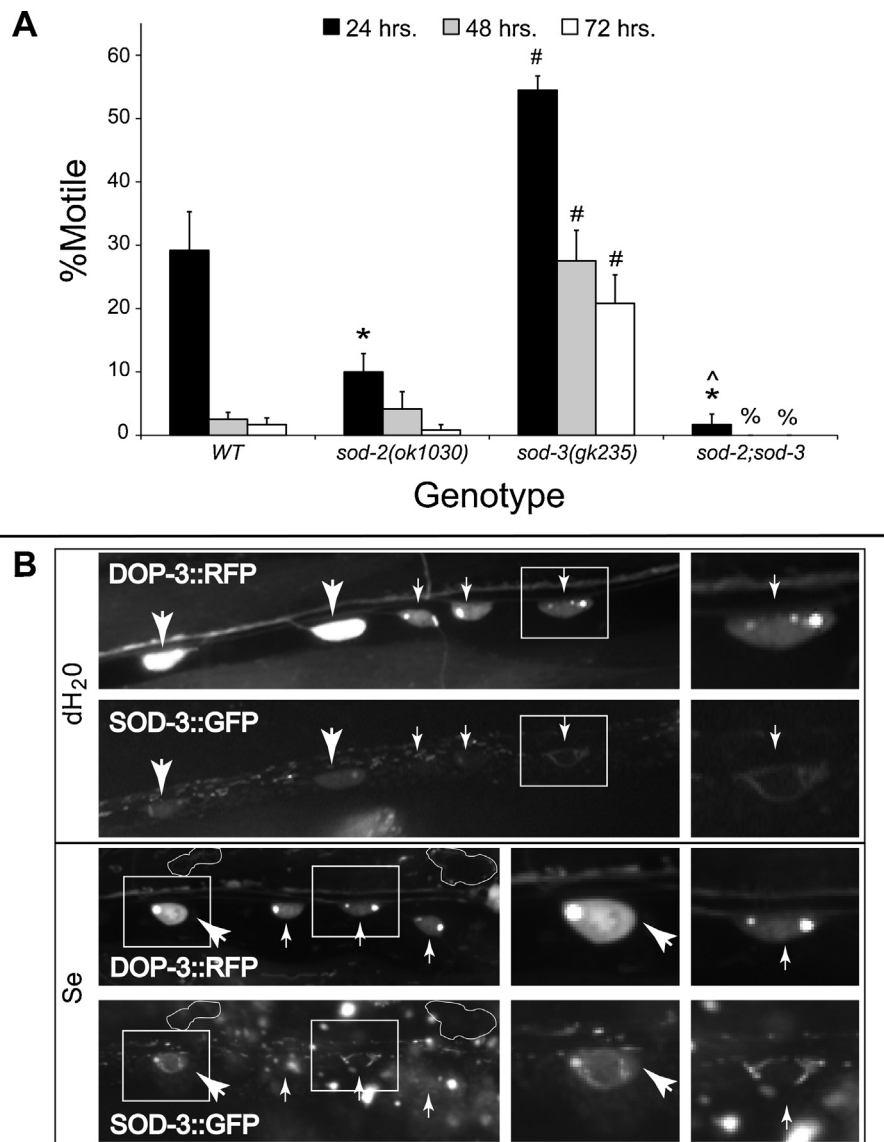 A
24 hrs. 48 hrs. 72 hrs.
%Motile
60
50
40
30
20
10
0
*
#
#
#
^
*
%
%
WT
sod-2(ok1030)
sod-3(gk235)
sod-2;sod-3
Genotype
B
dH20
DOP-3::RFP
SOD-3::GFP
Se
DOP-3::RFP
SOD-3::GFP